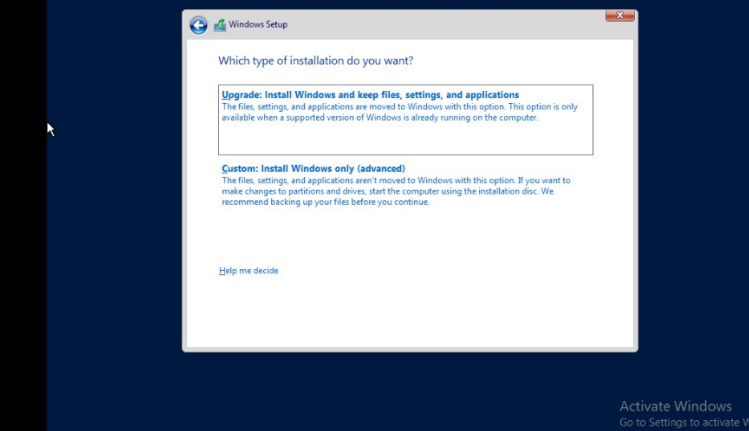 Windows Setup
Which type of installation do you want?
Upgrade: Install Windows and keep files, settings, and applications
The files, settings, and applications are moved to Windows with this option. This option is only
available when a supported version of Windows is already running on the computer.
Custom: Install Windows only (advanced)
The files, settings, and applications aren't moved to Windows with this option. If you want to
make changes to partitions and drives, start the computer using the installation disc. We
recommend backing up your files before you continue.
Help me decide
Activate Windows
Go to Settings to activate W